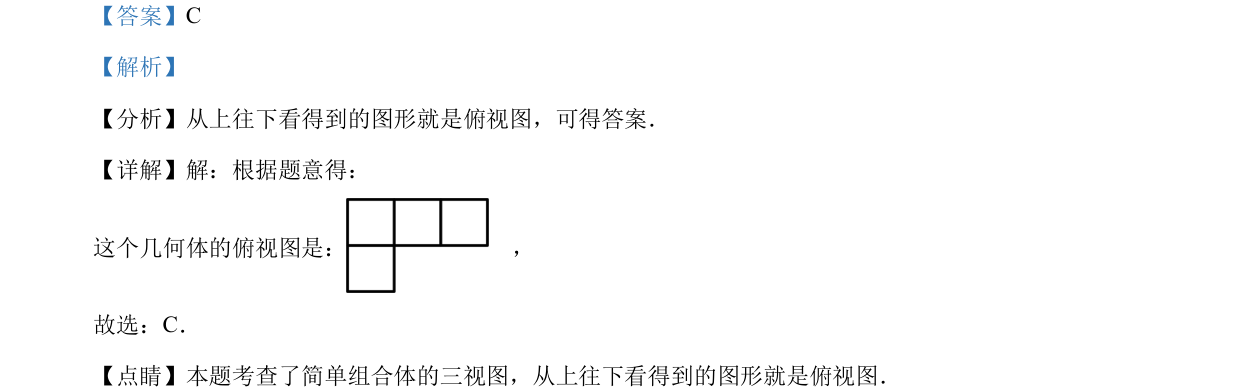 【答案】C
【解析】
【分析】从上往下看得到的图形就是俯视图，可得答案．
【详解】解：根据题意得：
这个几何体的俯视图是： ，
故选：C．
【点睛】本题考查了简单组合体的三视图，从上往下看得到的图形就是俯视图．